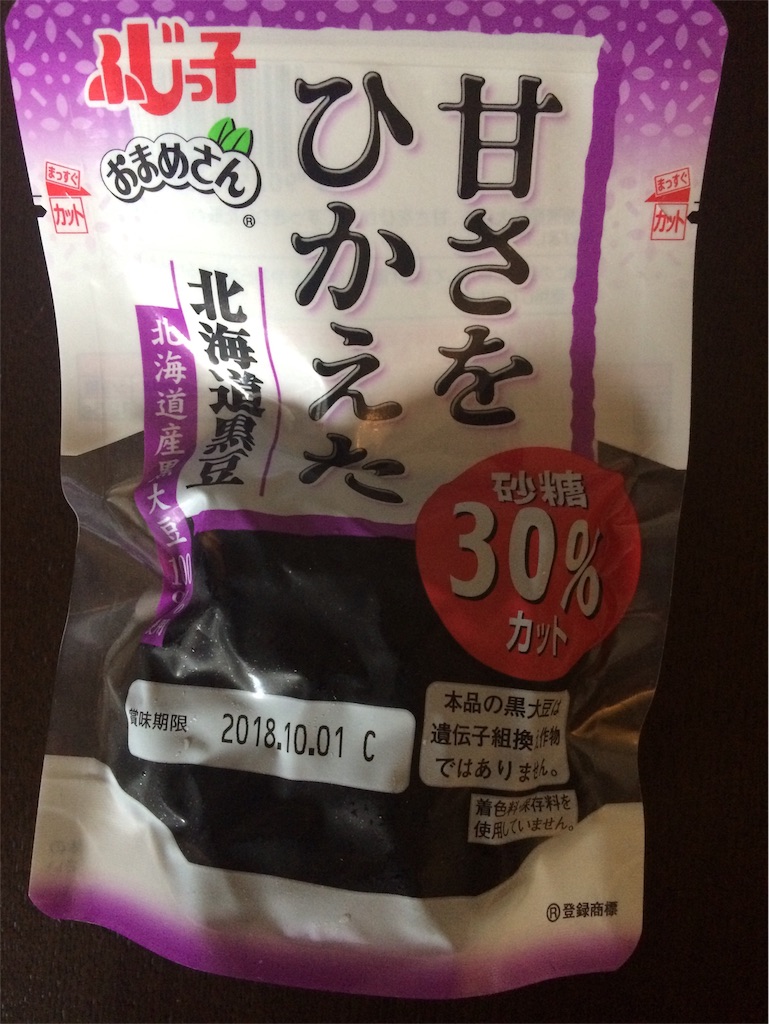 ふじっ子
おまめさん
®
甘さを
ひかえた
まっすぐ
カット
まっすぐ
カット
北海道黒豆
北海道産黒大豆100%
砂糖
30%
カット
賞味期限 2018.10.01 C
本品の黒大豆は
遺伝子組換え作物
ではありません。
着色料保存料を
使用していません。
®登録商標